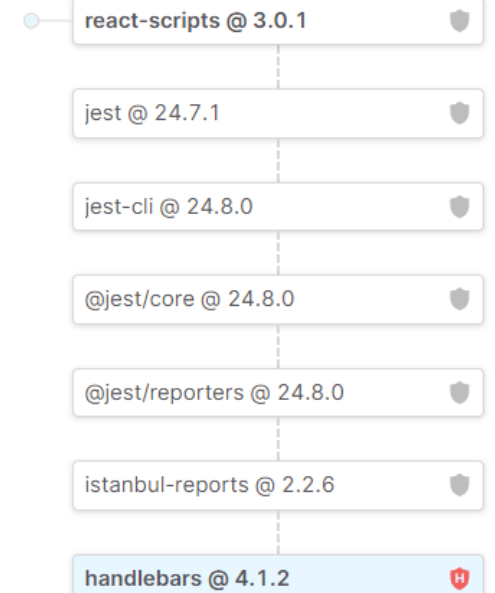 react-scripts @ 3.0.1
jest @ 24.7.1
jest-cli @ 24.8.0
@jest/core @ 24.8.0
@jest/reporters @ 24.8.0
istanbul-reports @ 2.2.6
handlebars @ 4.1.2 H